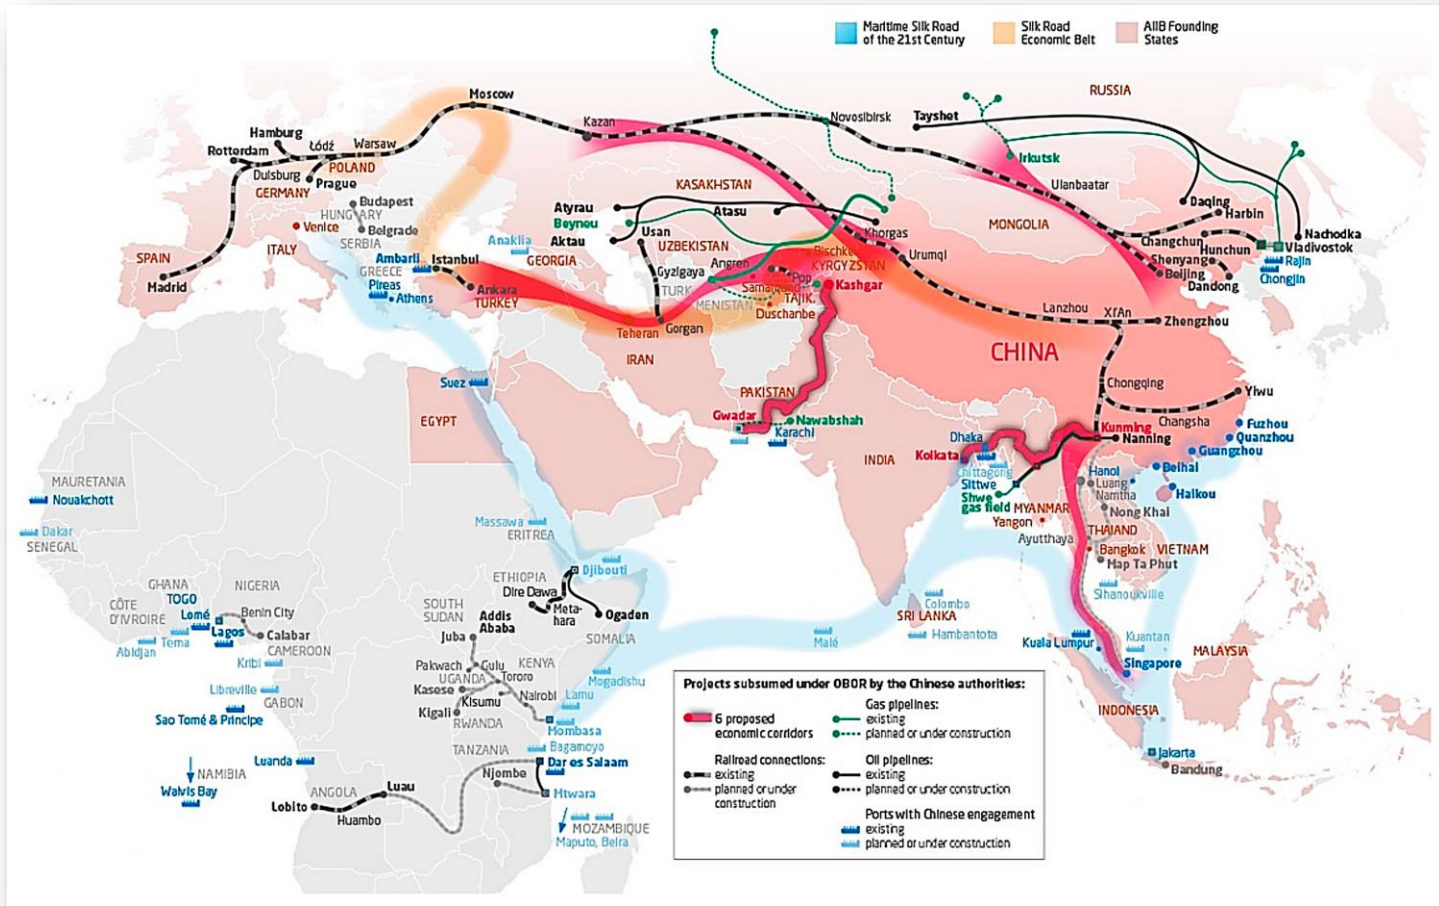 Maritime Silk Road
of the 21st Century
Silk Road
Economic Belt
AIIB Founding
States
RUSSIA
Moscow
Kazan
Novosibirsk
Tayshet
Irkutsk
Hamburg
Rotterdam
Łódź
Warsaw
Duisburg
POLAND
GERMANY
Prague
Budapest
HUNGARY
Belgrade
SERBIA
Venice
ITALY
SPAIN
Madrid
KASAKHSTAN
Atyrau
Beyneu
Aktau
Atasu
Usan
UZBEKISTAN
Khorgas
Urumqi
Ulanbaatar
MONGOLIA
Daqing
Harbin
Changchun
Hunchun
Shenyang
Nachodka
Vladivostok
Rajin
Chongjin
Beijing
Dandong
Anaklia
GEORGIA
Ambarli
Istanbul
GREECE
Pireas
Athens
Ankara
TURKEY
Angren
Gyzlgaya
TURK-
MENISTAN
Bischkek
KYRGYZSTAN
Pop
Samarkand
TAJIK.
Duschanbe
Kashgar
Teheran
Gorgan
IRAN
Lanzhou
Xi'An
Zhengzhou
CHINA
Chongqing
Yiwu
Changsha
Fuzhou
Quanzhou
Guangzhou
Kunming
Nanning
Beihai
Haikou
Suez
EGYPT
PAKISTAN
Gwadar
Nawabshah
Karachi
INDIA
Dhaka
Kolkata
Chittagong
Sittwe
Shwe
gas field
MYANMAR
Yangon
Hanoi
Luang
Namtha
Nong Khai
THAILAND
Ayutthaya
Bangkok
VIETNAM
Map Ta Phut
Sihanoukville
MAURETANIA
Nouakchott
Dakar
SENEGAL
Massawa
ERITREA
Djibouti
ETHIOPIA
Dire Dawa
Meta-
hara
Ogaden
SOUTH
SUDAN
Addis
Ababa
Juba
SOMALIA
GHANA
NIGERIA
TOGO
CÔTE
D'IVROIRE
Lomé
Benin City
Lagos
Tema
Abidjan
Calabar
CAMEROON
Kribi
Libreville
GABON
Sao Tomé & Principe
Pakwach
Gulu
KENYA
UGANDA
Tororo
Kasese
Kisumu
Nairobi
Kigali
RWANDA
Lamu
Mogadishu
Mombasa
TANZANIA
Bagamoyo
Dar es Salaam
Njombe
Mtwara
Luanda
NAMIBIA
Walvis Bay
ANGOLA
Luau
Lobito
Huambo
MOZAMBIQUE
Maputo, Beira
Colombo
SRI LANKA
Hambantota
Malé
Kuala Lumpur
Kuantan
Singapore
MALAYSIA
INDONESIA
Jakarta
Bandung
Projects subsumed under OBOR by the Chinese authorities:
6 proposed
economic corridors
Railroad connections:
existing
planned or under
construction
Gas pipelines:
existing
planned or under construction
Oil pipelines:
existing
planned or under construction
Ports with Chinese engagement
existing
planned or under construction